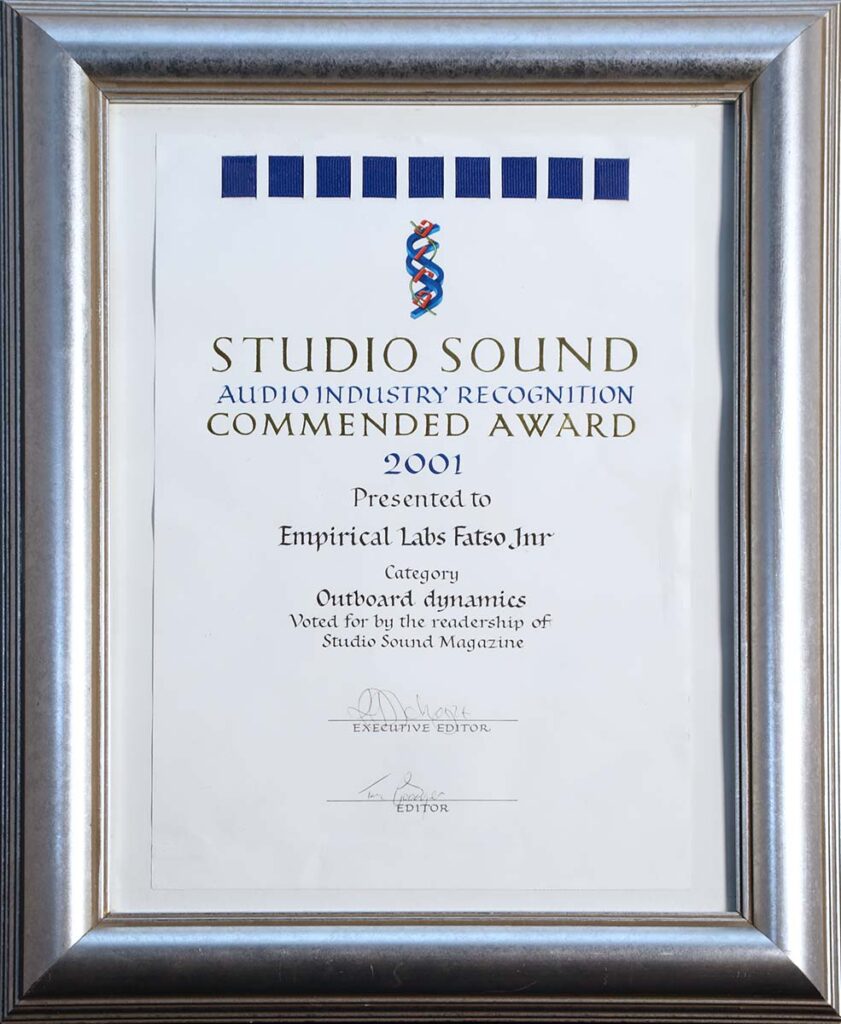 STUDIO SOUND
AUDIO INDUSTRY RECOGNITION
COMMENDED AWARD
2001
Presented to
Empirical Labs Fatso Jnr
Category
Outboard dynamics
Voted for by the readership of
Studio Sound Magazine
EXECUTIVE EDITOR
EDITOR